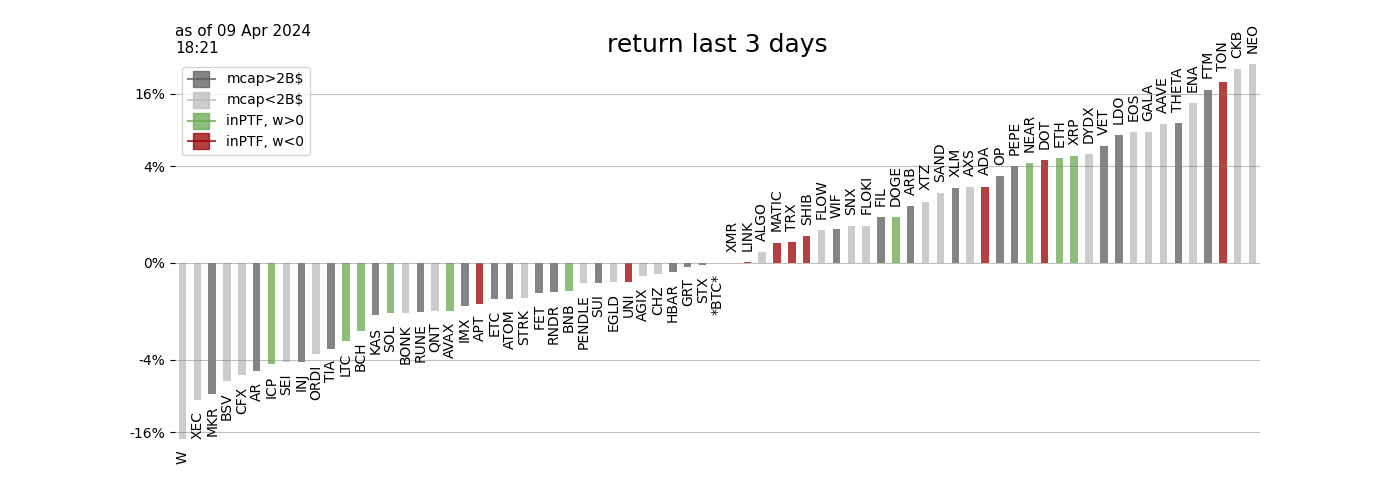 as of 09 Apr 2024
18:21
return last 3 days
mcap>2B$
mcap<2B$
inPTF, w>0
inPTF, w<0
16%
4%
0%
-4%
-16%
W
XEC
MKR
BSV
CFX
AR
ICP
SEI
INJ
ORDI
TIA
LTC
BCH
KAS
SOL
BONK
RUNE
QNT
AVAX
IMX
APT
ETC
ATOM
STRK
FET
RNDR
BNB
PENDLE
SUI
EGLD
UNI
AGIX
CHZ
HBAR
GRT
STX
*BTC*
XMR
LINK
ALGO
MATIC
TRX
SHIB
FLOW
WIF
SNX
FLOKI
FIL
DOGE
ARB
XTZ
SAND
XLM
AXS
ADA
OP
PEPE
NEAR
DOT
ETH
XRP
DYDX
VET
LDO
EOS
GALA
AAVE
THETA
ENA
FTM
TON
CKB
NEO